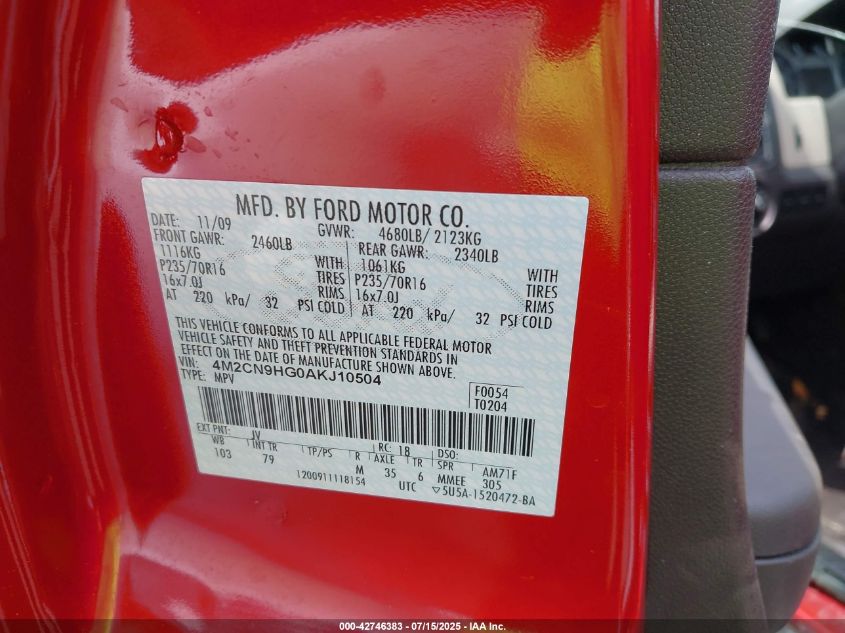 MFD. BY FORD MOTOR CO.
DATE: 11/09 GVWR: 4680LB/ 2123KG
FRONT GAWR: 2460LB REAR GAWR: 2340LB
1116KG WITH 1061KG WITH
P235/70R16 TIRES P235/70R16 TIRES
16x7.0J RIMS 16x7.0J RIMS
AT 220 kPa/ 32 PSI COLD AT 220 kPa/ 32 PSI COLD
THIS VEHICLE CONFORMS TO ALL APPLICABLE FEDERAL MOTOR
VEHICLE SAFETY AND THEFT PREVENTION STANDARDS IN
EFFECT ON THE DATE OF MANUFACTURE SHOWN ABOVE.
VIN: 4M2CN9HG0AKJ10504 F0054
TYPE: MPV T0204
EXT PNT: JV RC: 18 DSO:
WB INT TR TP/PS R AXLE TR SPR AM71F
103 79 M 35 6 MMEE 305
1200911118154 UTC ▽5U5A-1520472-BA
000-42746383 - 07/15/2025 - IAA Inc.